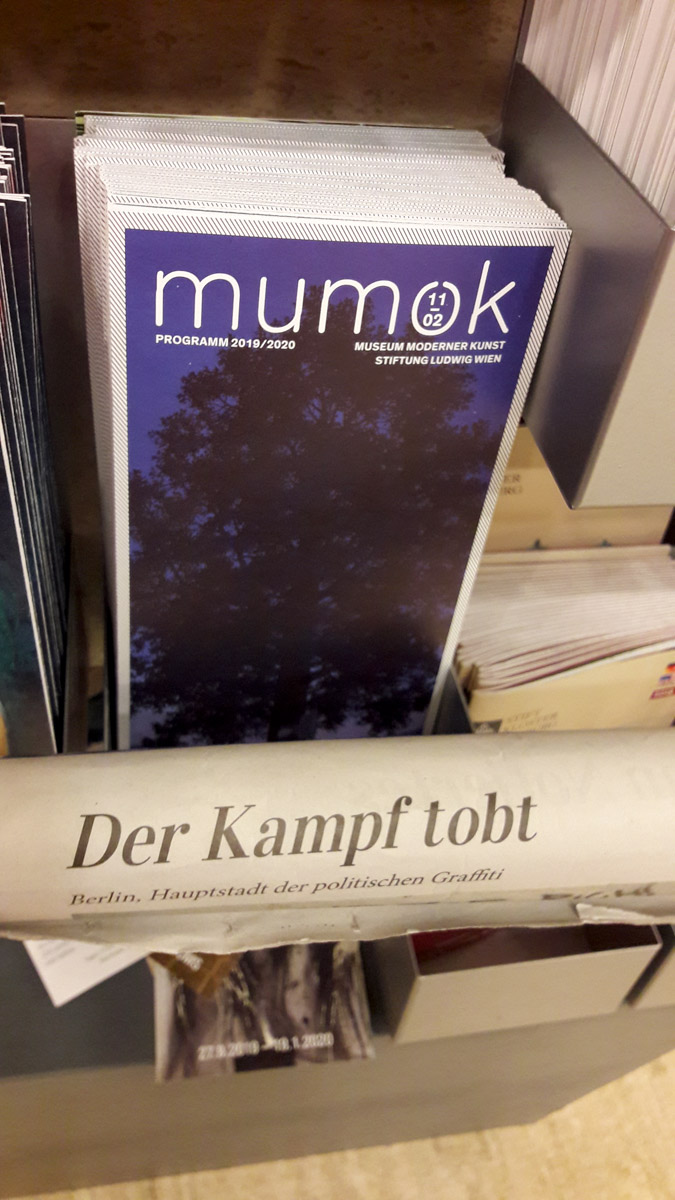 mumok
11
–
02
PROGRAMM 2019/2020
MUSEUM MODERNER KUNST
STIFTUNG LUDWIG WIEN
Der Kampf tobt
Berlin. Hauptstadt der politischen Graffiti